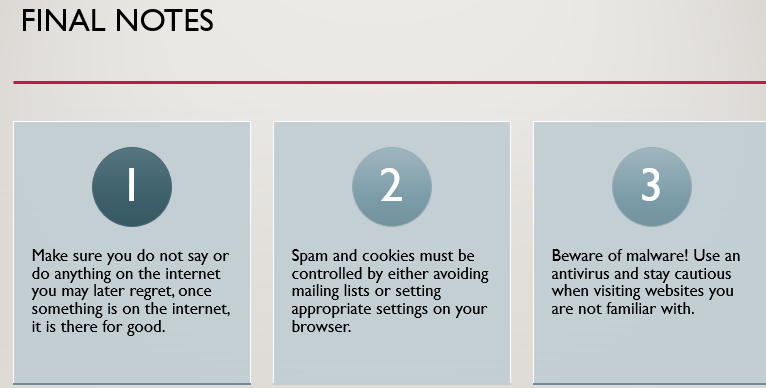 FINAL NOTES
1
Make sure you do not say or
do anything on the internet
you may later regret, once
something is on the internet,
it is there for good.
2
Spam and cookies must be
controlled by either avoiding
mailing lists or setting
appropriate settings on your
browser.
3
Beware of malware! Use an
antivirus and stay cautious
when visiting websites you
are not familiar with.